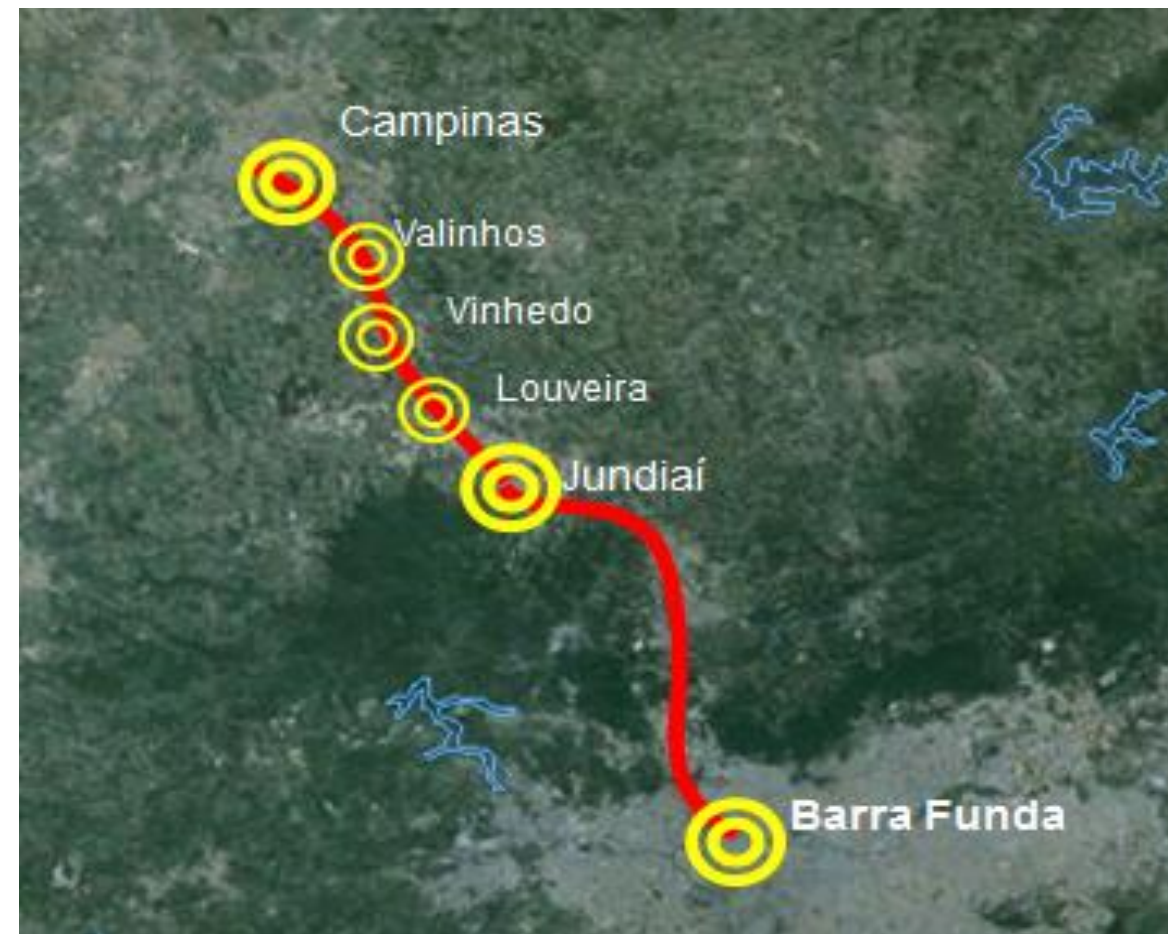 Campinas
Valinhos
Vinhedo
Louveira
Jundiaí
Barra Funda